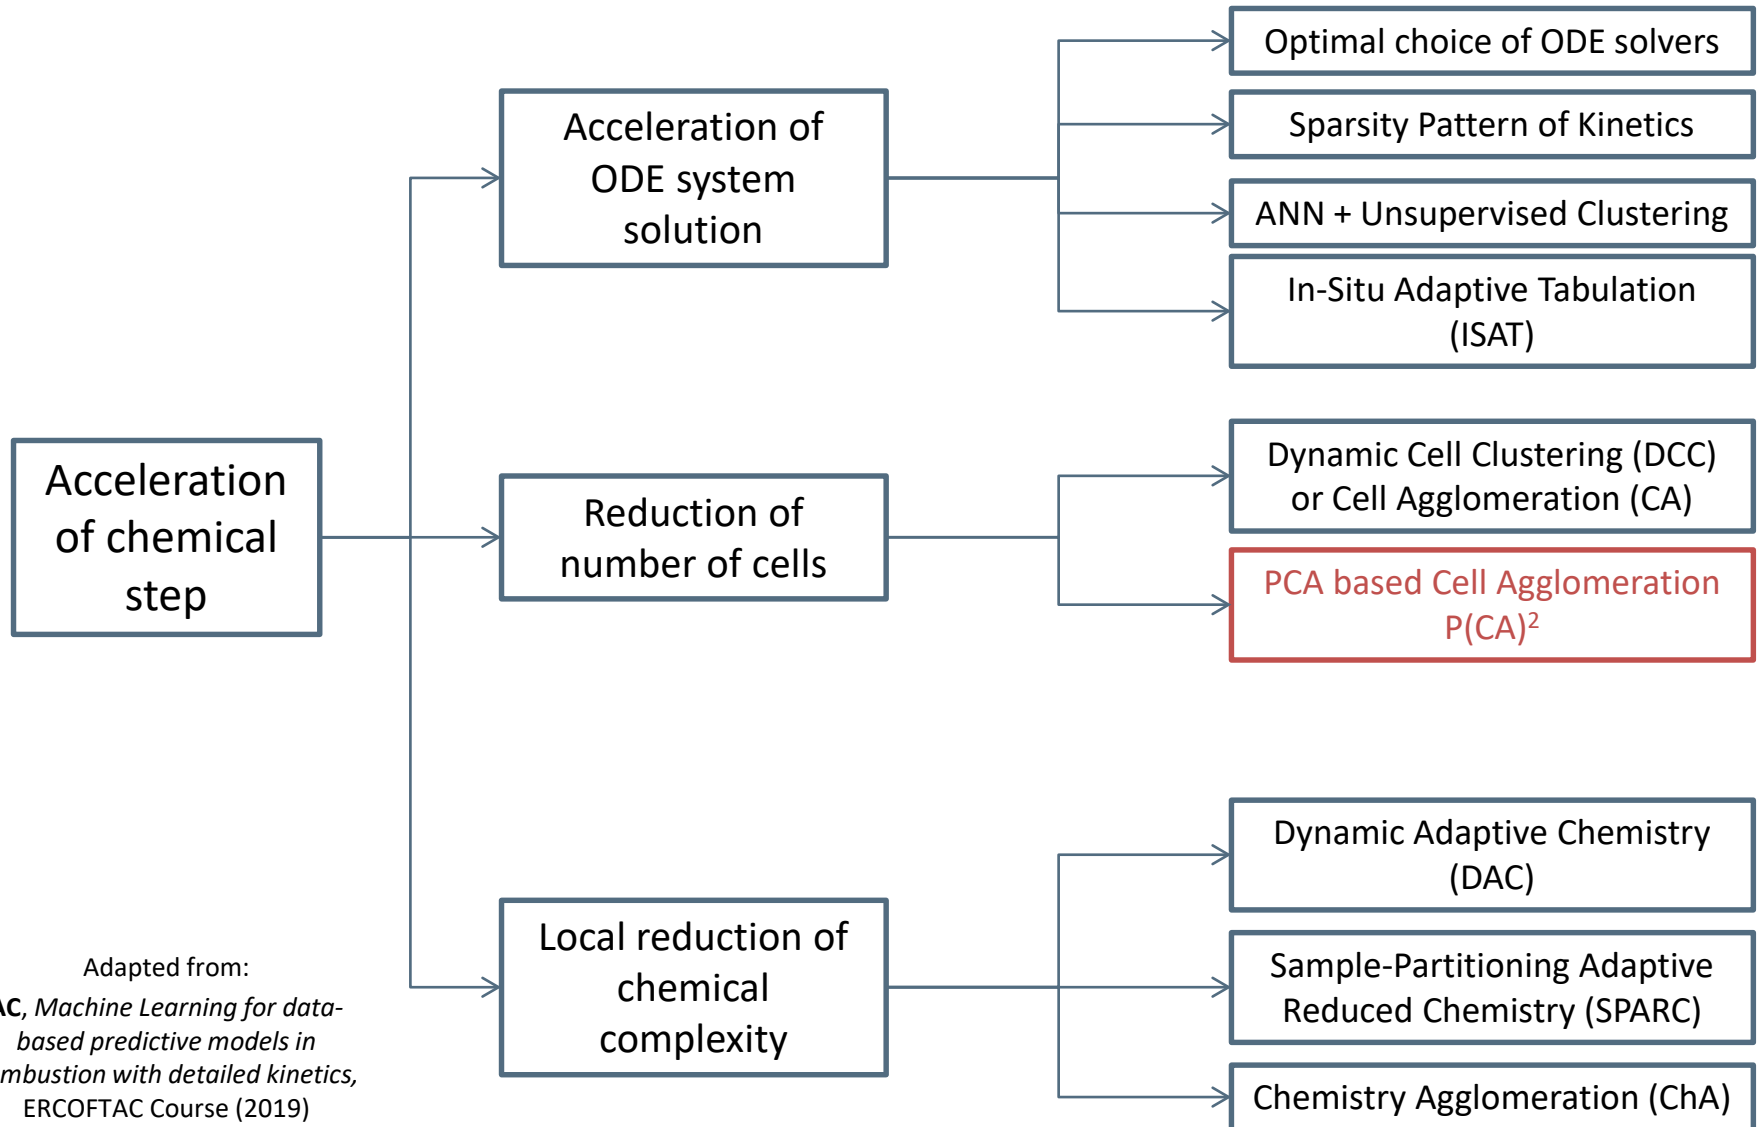 Acceleration
of chemical
step
Acceleration of
ODE system
solution
Optimal choice of ODE solvers
Sparsity Pattern of Kinetics
ANN + Unsupervised Clustering
In-Situ Adaptive Tabulation
(ISAT)
Reduction of
number of cells
Dynamic Cell Clustering (DCC)
or Cell Agglomeration (CA)
PCA based Cell Agglomeration
P(CA)²
Local reduction of
chemical
complexity
Dynamic Adaptive Chemistry
(DAC)
Sample-Partitioning Adaptive
Reduced Chemistry (SPARC)
Chemistry Agglomeration (ChA)
Adapted from:
, Machine Learning for data-
based predictive models in
with detailed kinetics,
ERCOFTAC Course (2019)